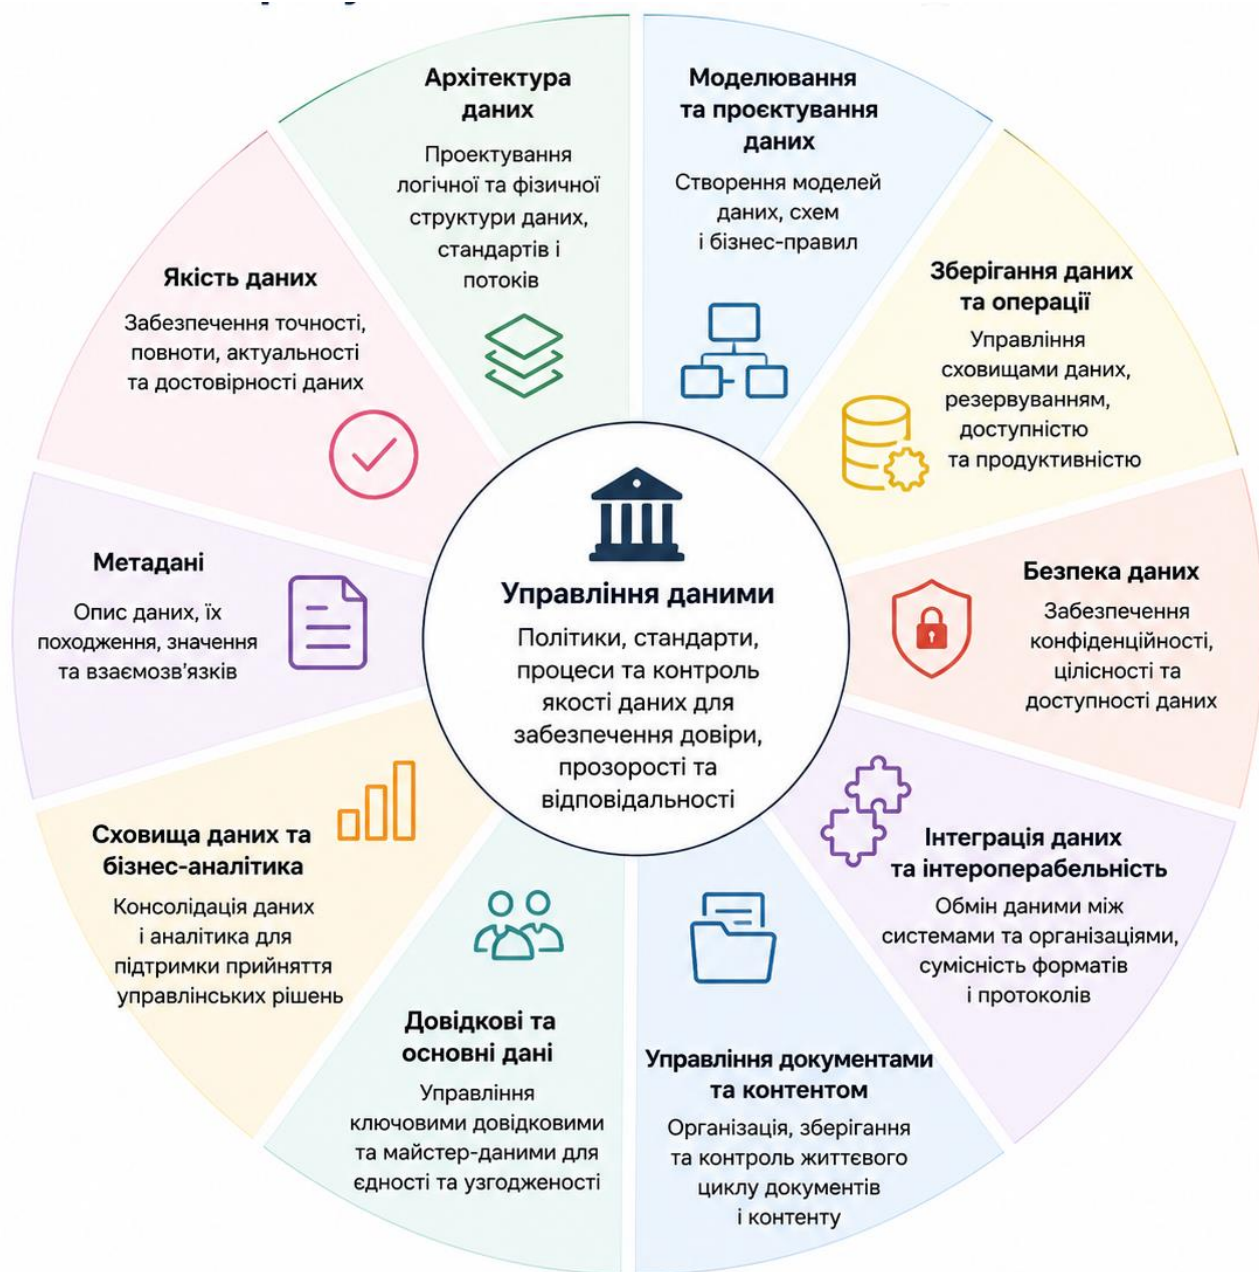 Архітектура
даних
Проектування
логічної та фізичної
структури даних,
стандартів і
потоків
Моделювання
та проєктування
даних
Створення моделей
даних, схем
і бізнес-правил
Зберігання даних
та операції
Управління
сховищами даних,
резервуванням,
доступністю
та продуктивністю
Безпека даних
Забезпечення
конфіденційності,
цілісності та
доступності даних
Інтеграція даних
та інтероперабельність
Обмін даними між
системами та організаціями,
сумісність форматів
і протоколів
Управління документами
та контентом
Організація, зберігання
та контроль життєвого
циклу документів
і контенту
Довідкові та
основні дані
Управління
ключовими довідковими
та майстер-даними для
єдності та узгодженості
Сховища даних та
бізнес-аналітика
Консолідація даних
і аналітика для
підтримки прийняття
управлінських рішень
Метадані
Опис даних, їх
походження, значення
та взаємозв'язків
Якість даних
Забезпечення точності,
повноти, актуальності
та достовірності даних
Управління даними
Політики, стандарти,
процеси та контроль
якості даних для
забезпечення довіри,
прозорості та
відповідальності